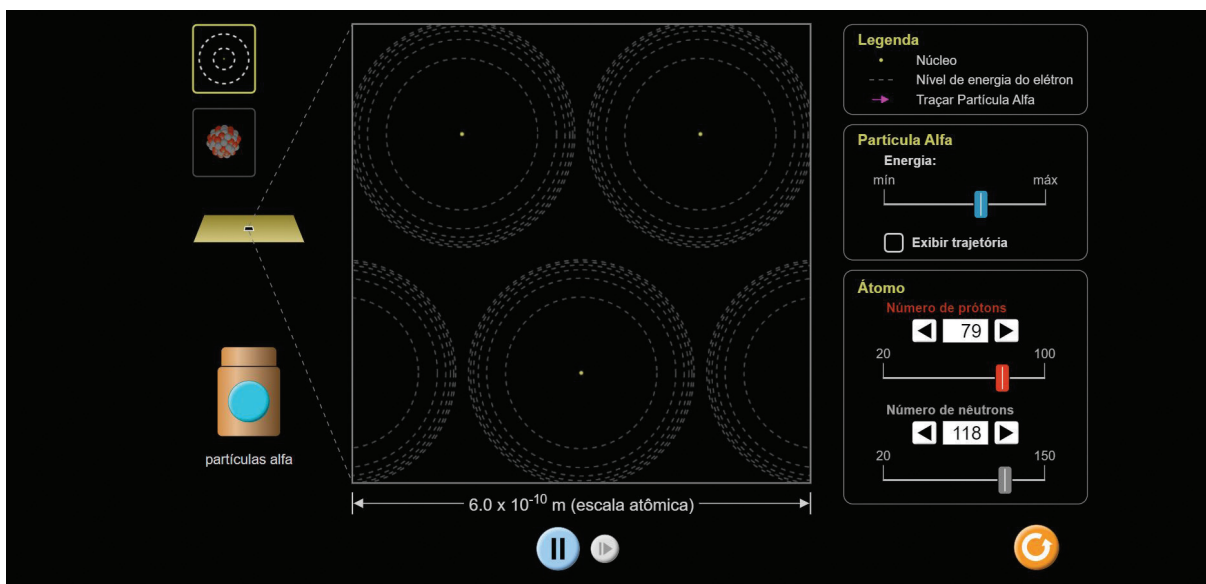 Legenda
Núcleo
Nível de energia do elétron
Traçar Partícula Alfa
Partícula Alfa
Energia:
mín máx
Exibir trajetória
Átomo
Número de prótons
79
20 100
Número de nêutrons
118
20 150
partículas alfa
6.0 x 10⁻¹⁰ m (escala atômica)